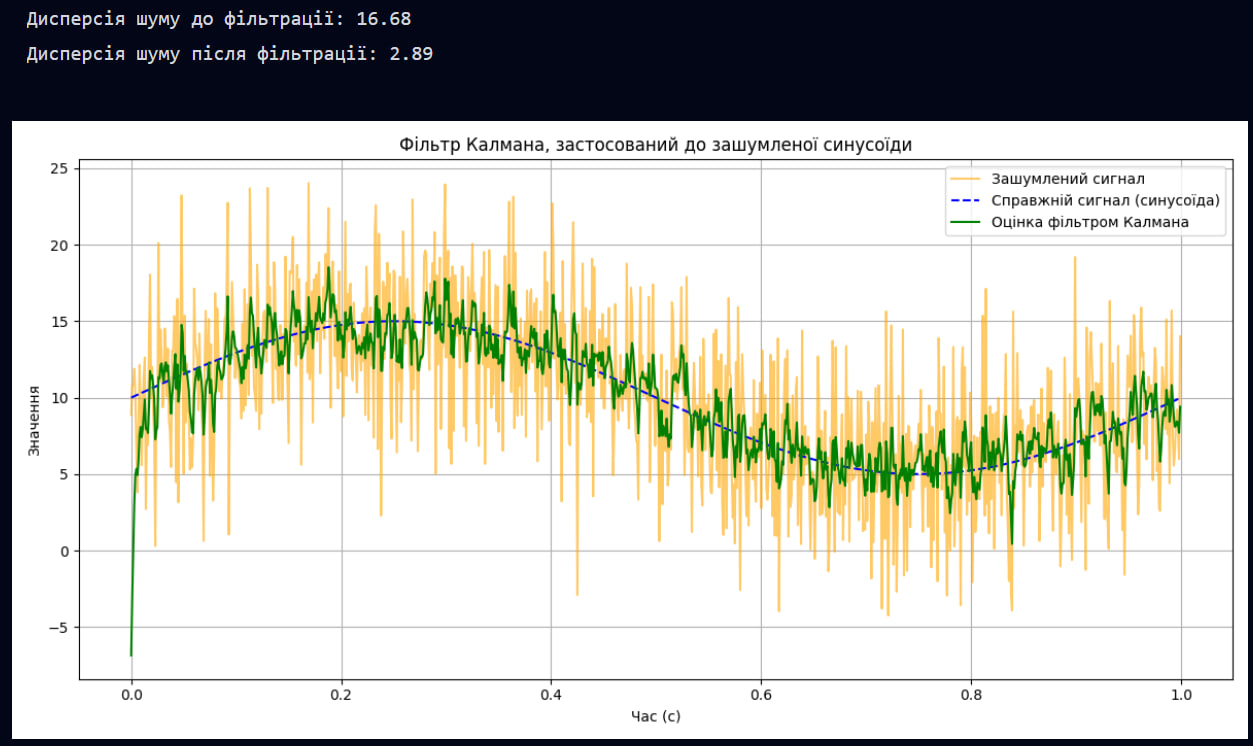 Дисперсія шуму до фільтрації: 16.68
Дисперсія шуму після фільтрації: 2.89
Фільтр Калмана, застосований до зашумленої синусоїди
Зашумлений сигнал
Справжній сигнал (синусоїда)
Оцінка фільтром Калмана
Значення
25
20
15
10
5
0
−5
0.0
0.2
0.4
0.6
0.8
1.0
Час (с)